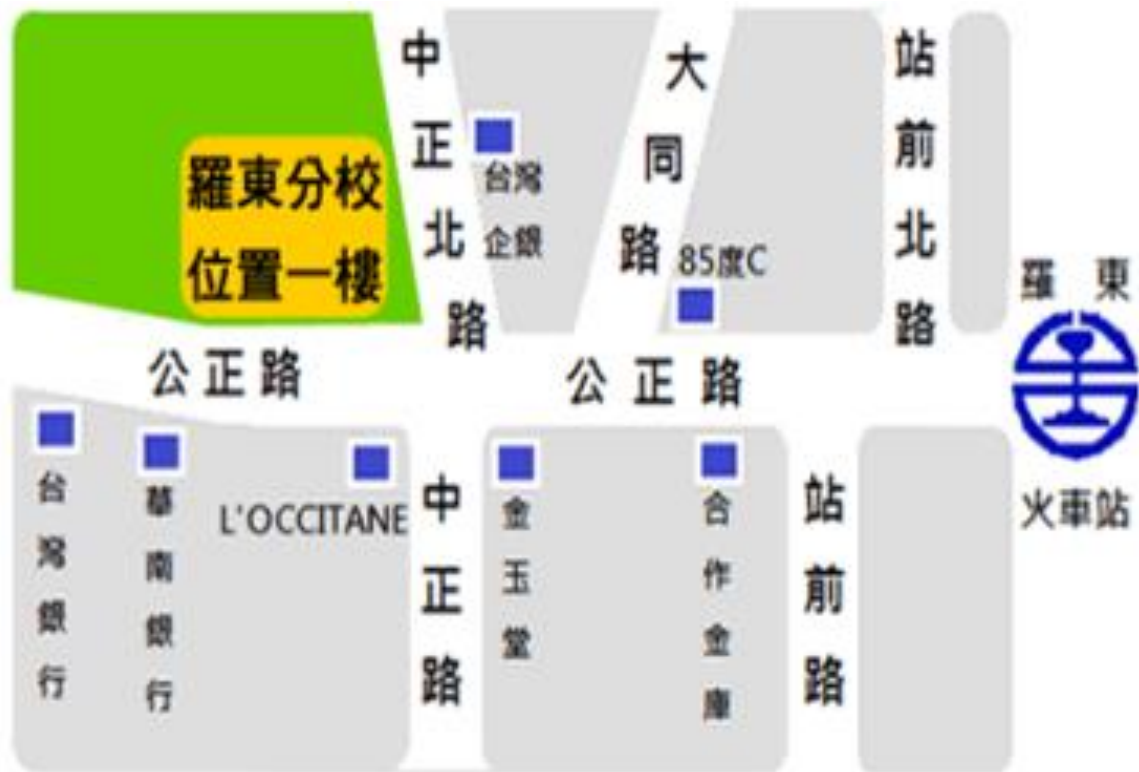 中正北路
大同路
站前北路
台灣
企銀
羅東分校
位置一樓
85度C
羅東
公正路
公正路
火車站
台灣銀行
華南銀行
L'OCCITANE
中正路
金玉堂
合作金庫
站前路